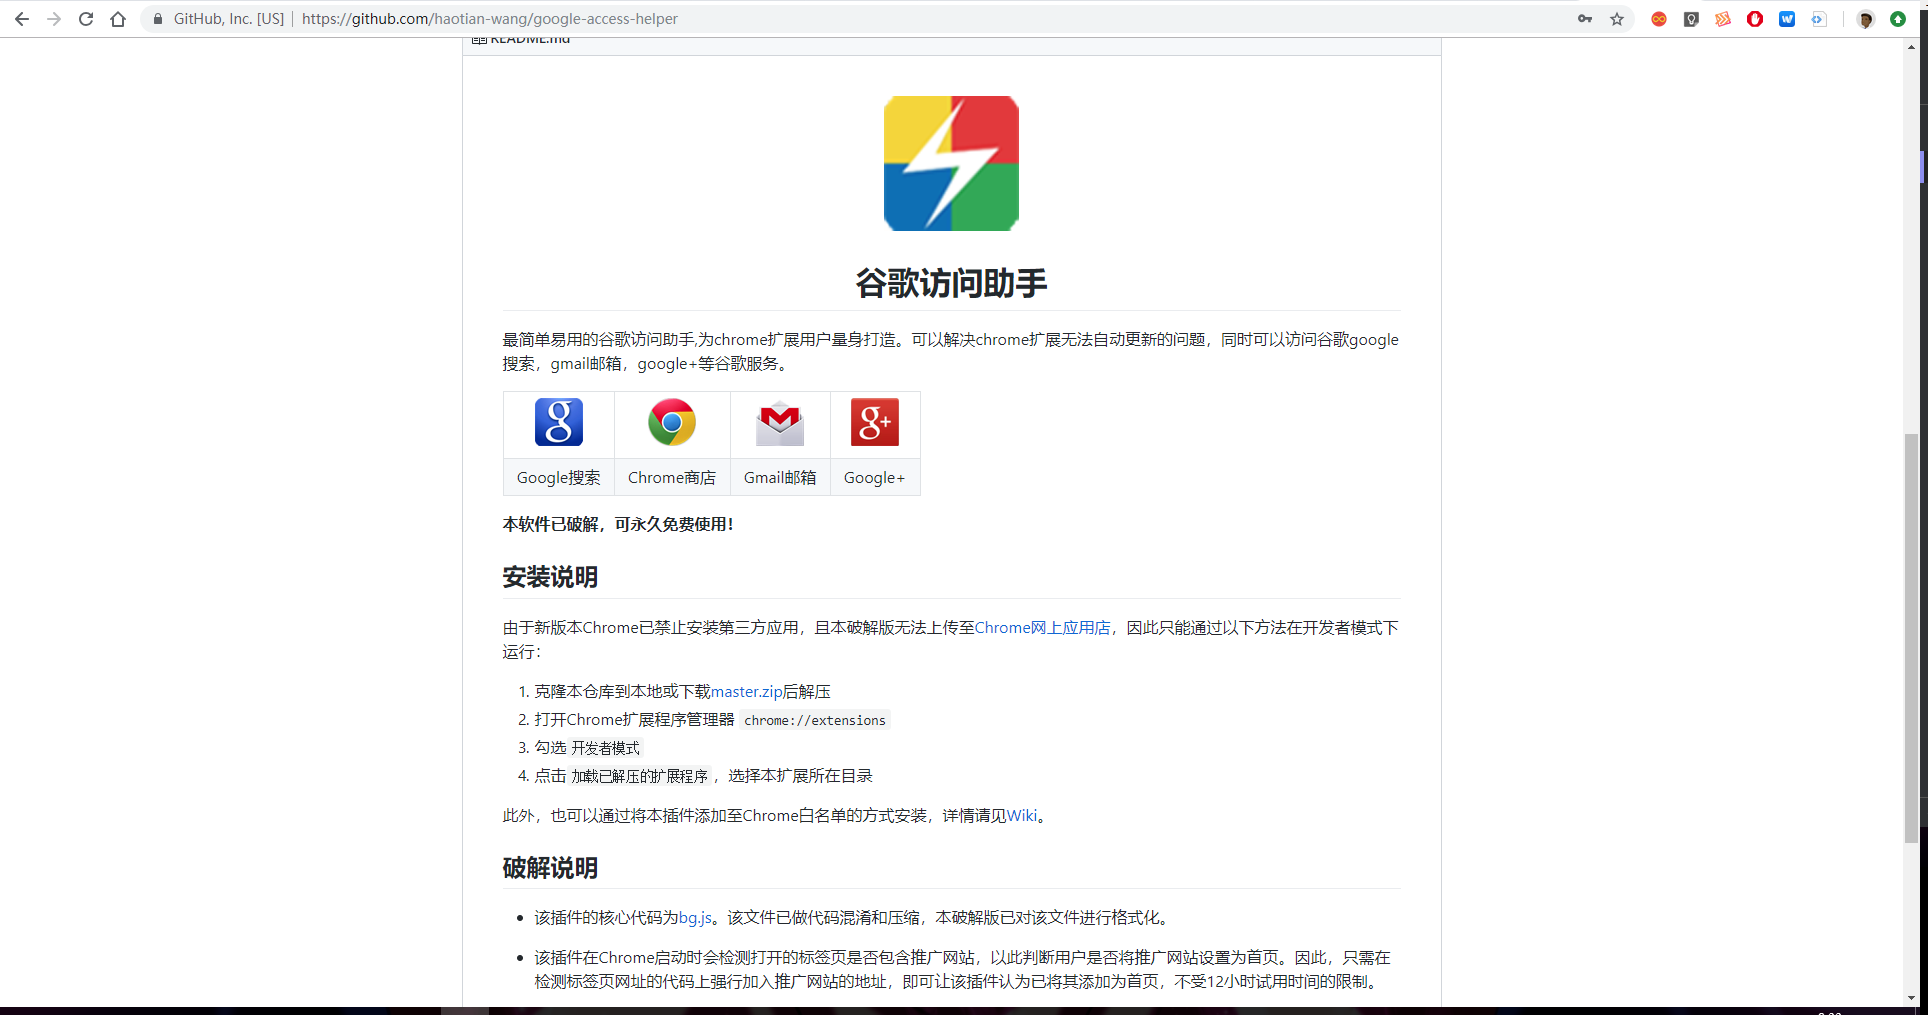 GitHub, Inc. [US] | https://github.com/haotian-wang/google-access-helper
README.md
谷歌访问助手
最简单易用的谷歌访问助手,为chrome扩展用户量身打造。可以解决chrome扩展无法自动更新的问题，同时可以访问谷歌google
搜索，gmail邮箱，google+等谷歌服务。
Google搜索 Chrome商店 Gmail邮箱 Google+
本软件已破解，可永久免费使用！
安装说明
由于新版本Chrome已禁止安装第三方应用，且本破解版无法上传至Chrome网上应用店，因此只能通过以下方法在开发者模式下
运行：
1. 克隆本仓库到本地或下载master.zip后解压
2. 打开Chrome扩展程序管理器 chrome://extensions
3. 勾选 开发者模式
4. 点击 加载已解压的扩展程序 ，选择本扩展所在目录
此外，也可以通过将本插件添加至Chrome白名单的方式安装，详情请见Wiki。
破解说明
• 该插件的核心代码为bg.js。该文件已做代码混淆和压缩，本破解版已对该文件进行格式化。
• 该插件在Chrome启动时会检测打开的标签页是否包含推广网站，以此判断用户是否将推广网站设置为首页。因此，只需在
检测标签页网址的代码上强行加入推广网站的地址，即可让该插件认为已将其添加为首页，不受12小时试用时间的限制。